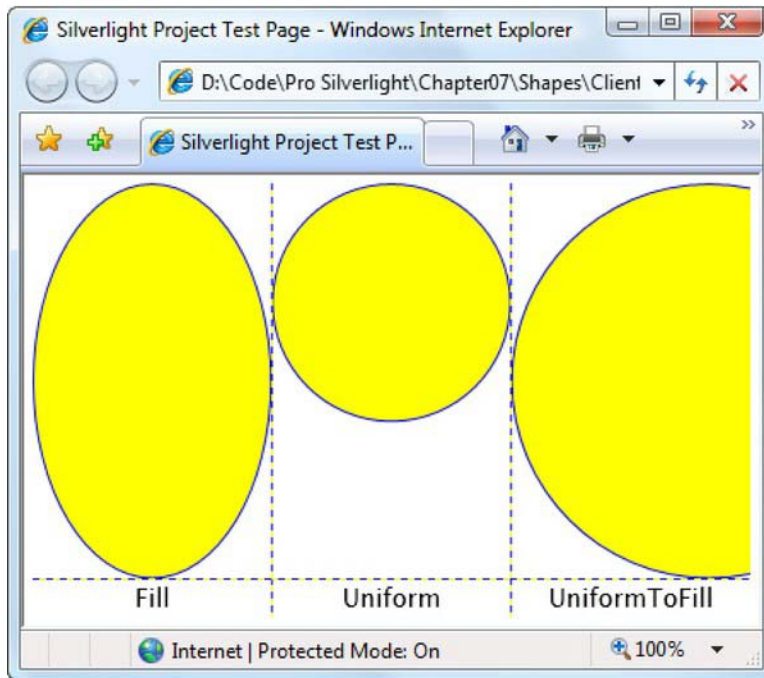 Silverlight Project Test Page - Windows Internet Explorer
D:\Code\Pro Silverlight\Chapter07\Shapes\Client
Silverlight Project Test P...
Fill
Uniform
UniformToFill
Internet | Protected Mode: On
100%